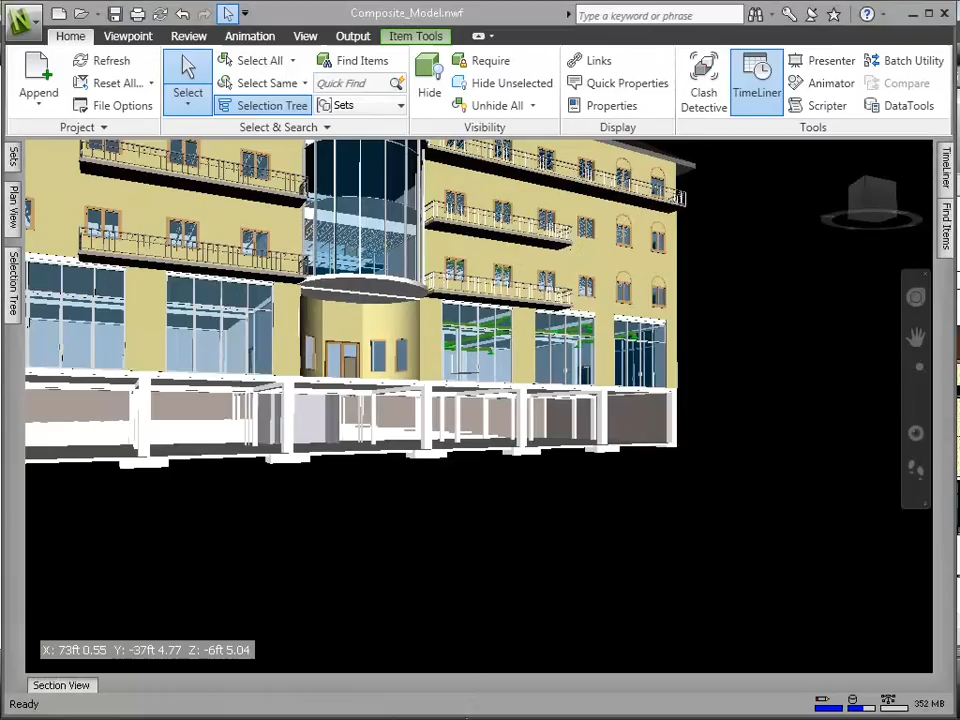 Composite_Model.nwf
Type a keyword or phrase
Home Viewpoint Review Animation View Output Item Tools
Append
Refresh
Reset All...
File Options
Project
Select
Select All
Select Same
Selection Tree
Find Items
Quick Find
Sets
Select & Search
Hide
Require
Hide Unselected
Unhide All
Visibility
Links
Quick Properties
Properties
Display
Clash
Detective
TimeLiner
Presenter
Animator
Scripter
Batch Utility
Compare
DataTools
Tools
Sets
Plan View
Selection Tree
TimeLiner
Find Items
X: 73ft 0.55 Y: -37ft 4.77 Z: -6ft 5.04
Section View
Ready
352 MB